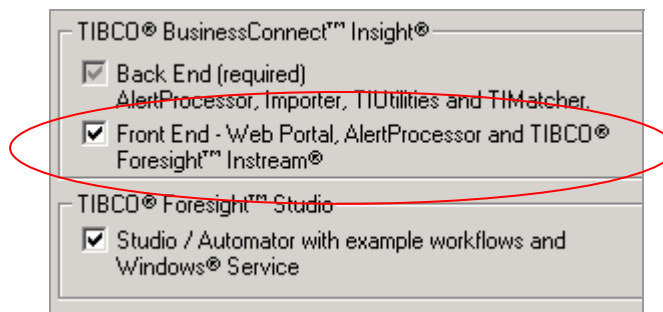 TIBCO® BusinessConnect™ Insight®
Back End (required)
AlertProcessor, Importer, TIUtilities and TIMatcher.
Front End - Web Portal, AlertProcessor and TIBCO®
Foresight™ Instream®
TIBCO® Foresight™ Studio
Studio / Automator with example workflows and
Windows® Service